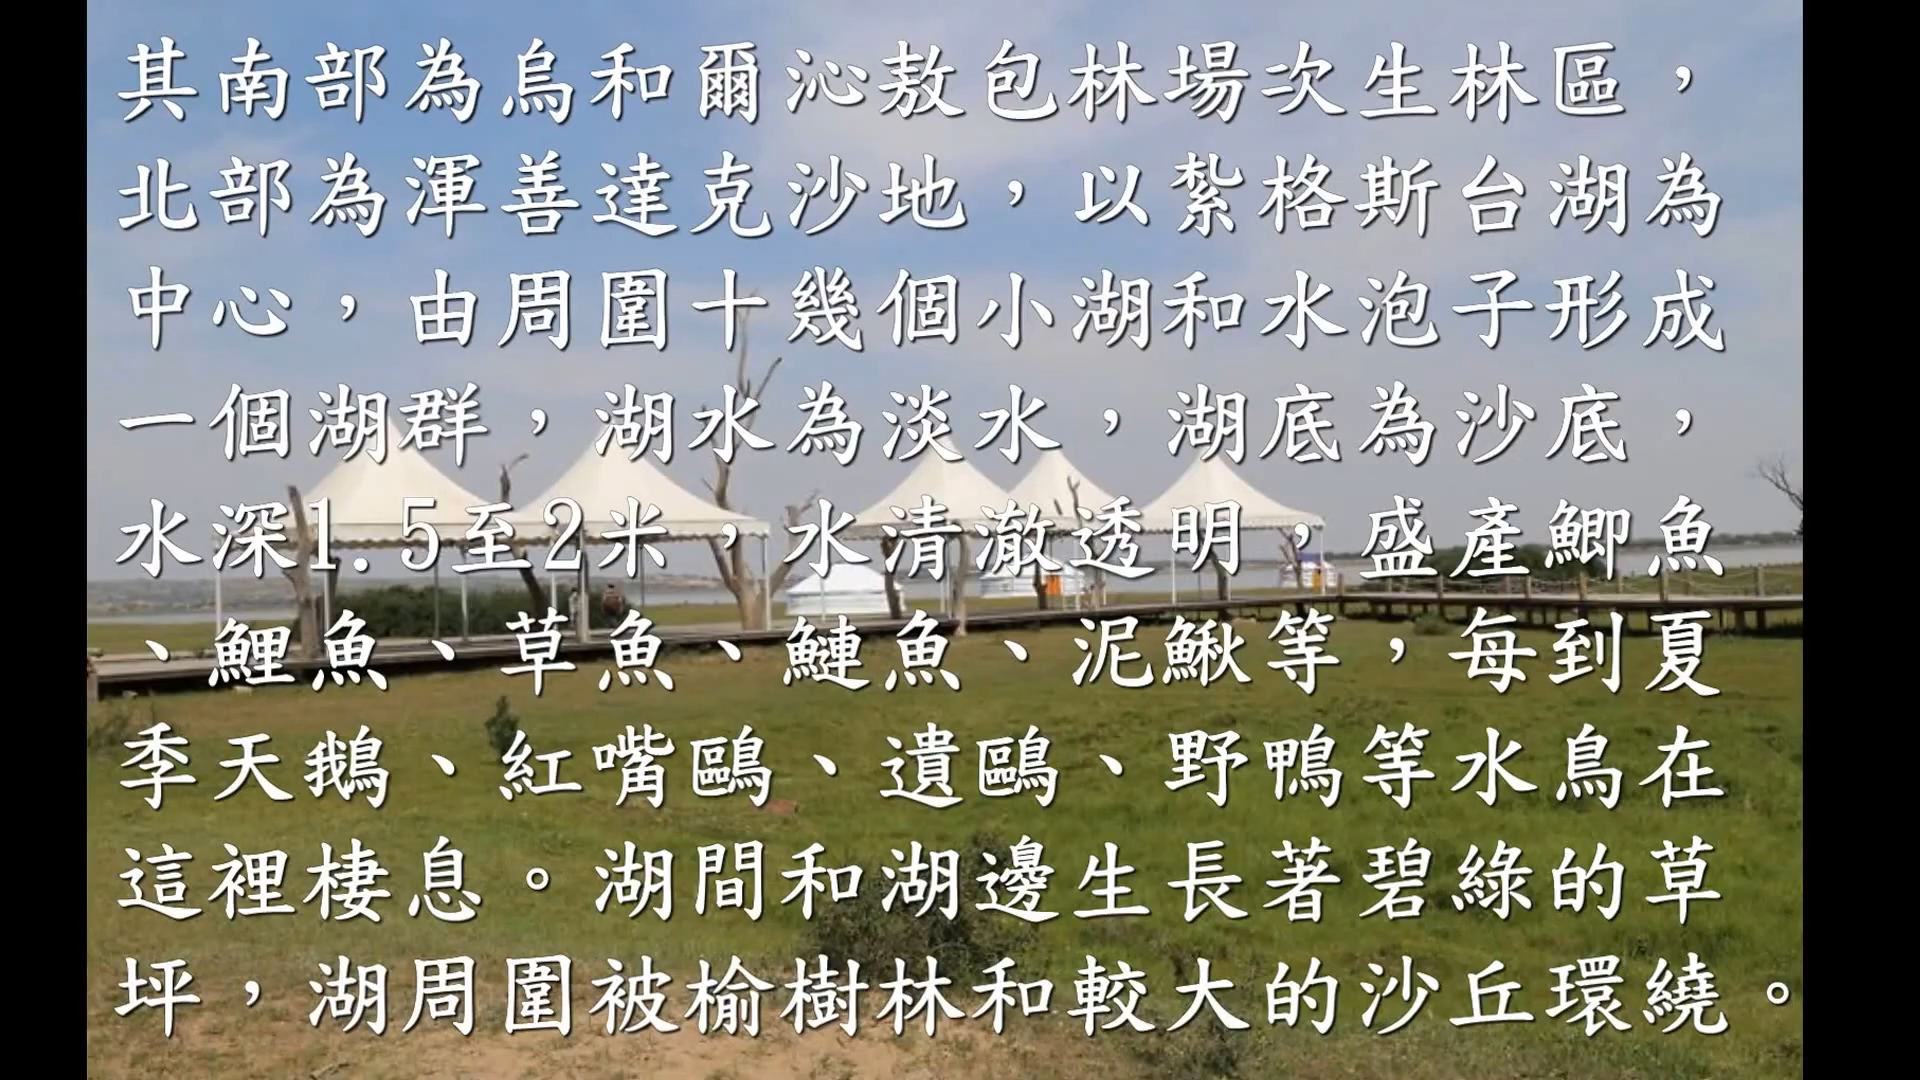 其南部為烏和爾沁敖包林場次生林區，
北部為渾善達克沙地，以紮格斯台湖為
中心，由周圍十幾個小湖和水泡子形成
一個湖群，湖水為淡水，湖底為沙底，
水深1.5至2米，水清澈透明，盛產鯽魚
、鯉魚、草魚、鰱魚、泥鰍等，每到夏
季天鵝、紅嘴鷗、遺鷗、野鴨等水鳥在
這裡棲息。湖間和湖邊生長著碧綠的草
坪，湖周圍被榆樹林和較大的沙丘環繞。